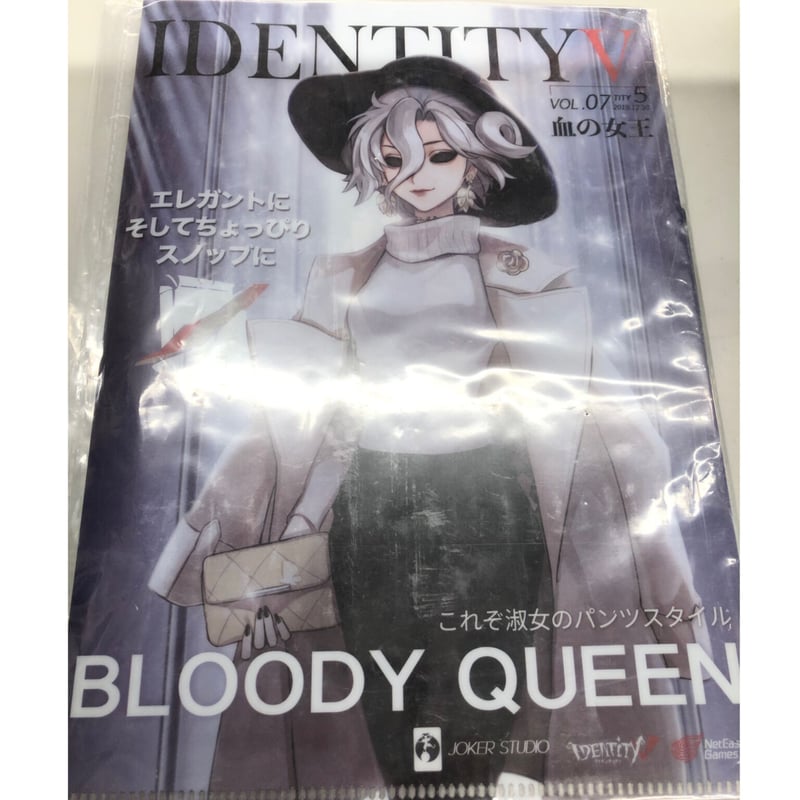 IDENTITY V
VOL.07
TITY 5
血の女王
エレガントに
そしてちょっぴり
スノッブに
これぞ淑女のパンツスタイル
BLOODY QUEEN
JOKER STUDIO
IDENTITY V
NetEase
Games